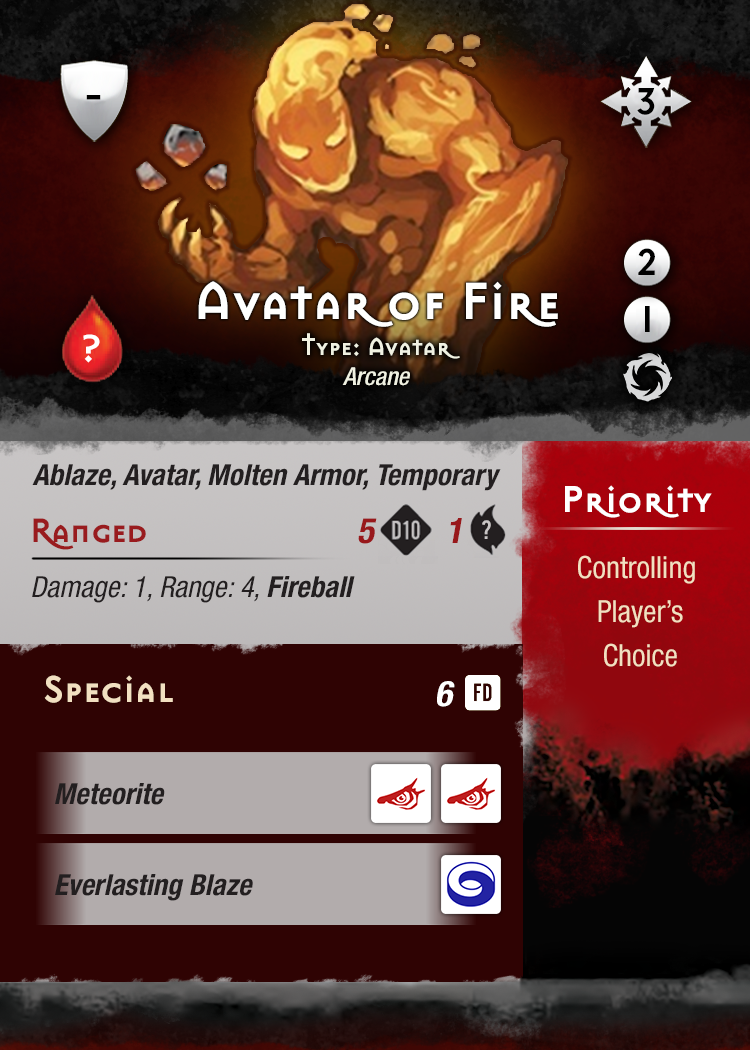 -
3
2
1
?
Avatar of Fire
Type: Avatar
Arcane
Ablaze, Avatar, Molten Armor, Temporary
Ranged 5 D10 1 ?
Damage: 1, Range: 4, Fireball
Special 6 FD
Meteorite
Everlasting Blaze
Priority
Controlling
Player's
Choice